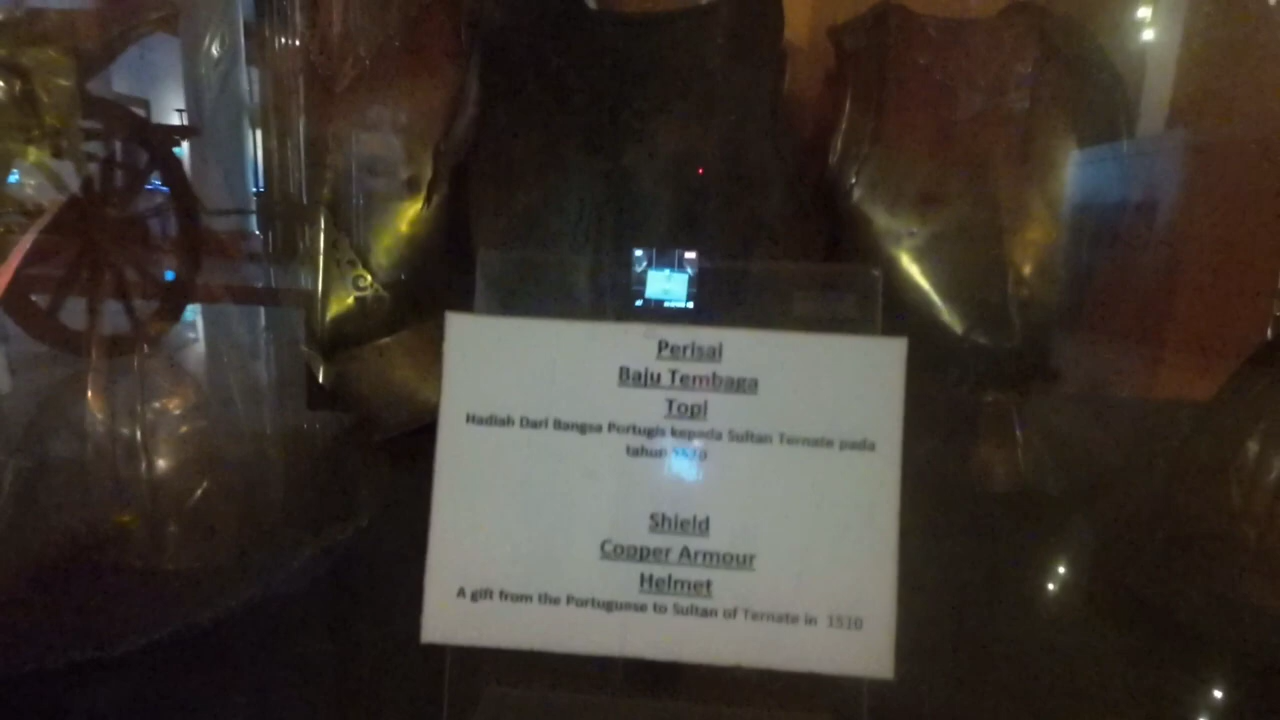 Perisai
Baju Tembaga
Topi
Hadiah Dari Bangsa Portugis kepada Sultan Ternate pada
tahun
Shield
Copper Armour
Helmet
A gift from the Portuguese to Sultan of Ternate in 1510